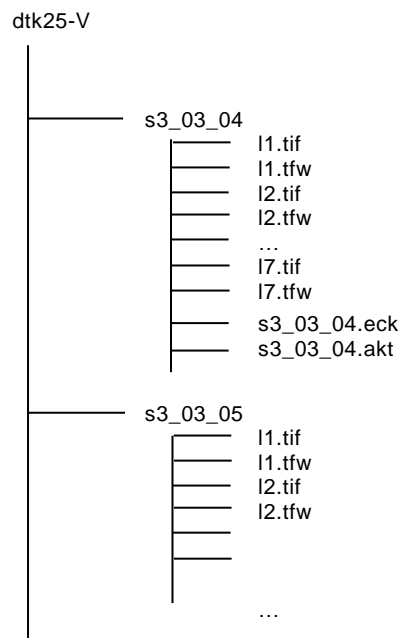 dtk25-V
s3_03_04
l1.tif
l1.tfw
l2.tif
l2.tfw
…
l7.tif
l7.tfw
s3_03_04.eck
s3_03_04.akt
s3_03_05
l1.tif
l1.tfw
l2.tif
l2.tfw
…